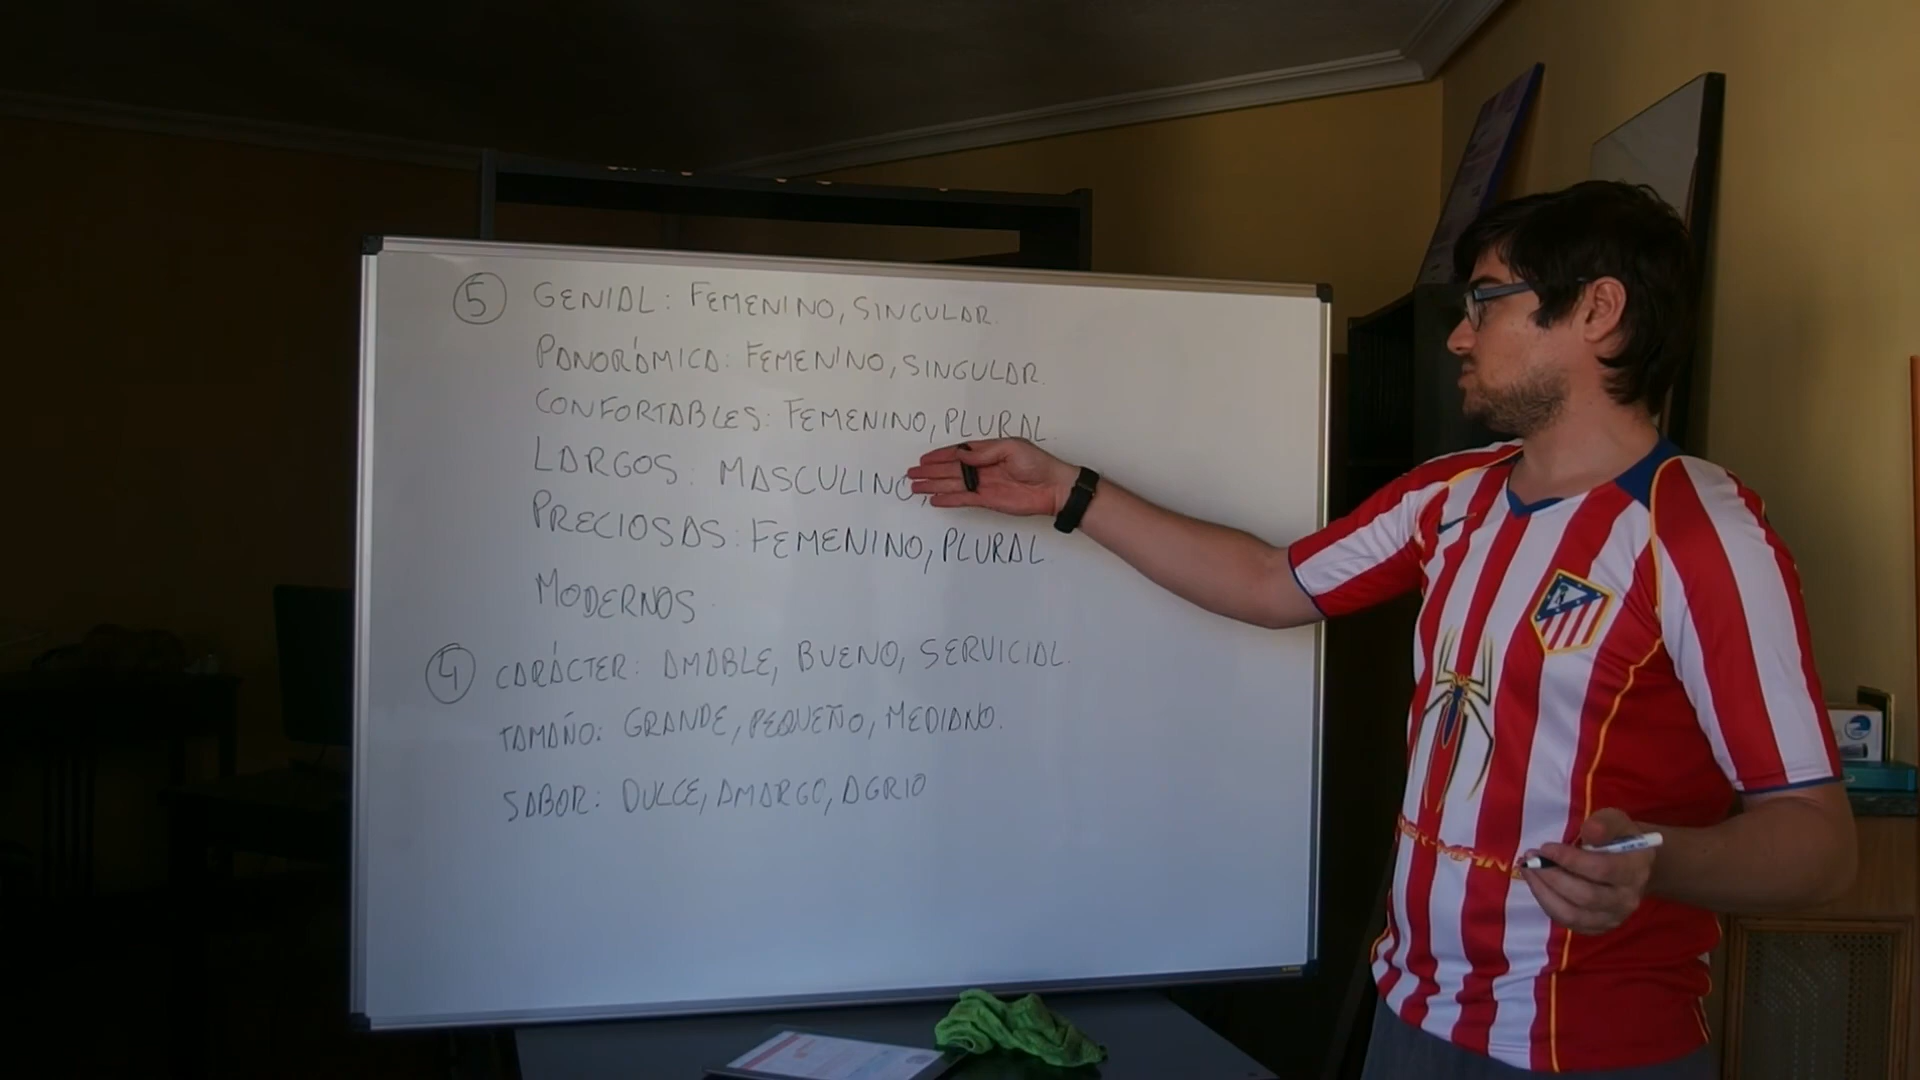 5 GENIAL: FEMENINO, SINGULAR.
PANORÁMICA: FEMENINO, SINGULAR.
CONFORTABLES: FEMENINO, PLURAL
LARGOS: MASCULINO,
PRECIOSAS: FEMENINO, PLURAL
MODERNOS
4 CARÁCTER: AMABLE, BUENO, SERVICIAL.
TAMAÑO: GRANDE, PEQUEÑO, MEDIANO.
SABOR: DULCE, AMARGO, AGRIO